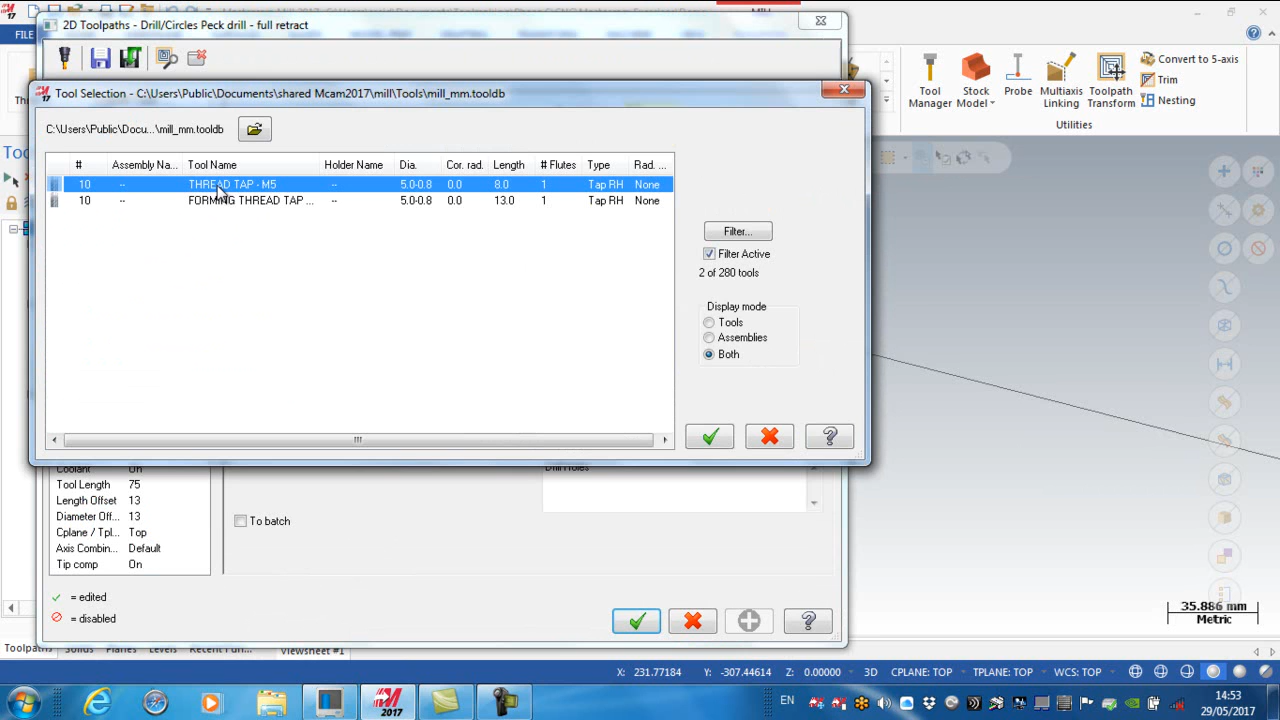 2D Toolpaths - Drill/Circles Peck drill - full retract
FILE
Tool Selection - C:\Users\Public\Documents\shared Mcam2017\mill\Tools\mill_mm.tooldb
C:\Users\Public\Docu...\mill_mm.tooldb
# Assembly Na... Tool Name Holder Name Dia. Cor. rad. Length # Flutes Type Rad. ...
10 -- THREAD TAP - M5 -- 5.0-0.8 0.0 8.0 1 Tap RH None
10 -- FORMING THREAD TAP ... -- 5.0-0.8 0.0 13.0 1 Tap RH None
Filter...
Filter Active
2 of 280 tools
Display mode
Tools
Assemblies
Both
Tool Manager
Stock Model
Probe
Multiaxis Linking
Toolpath Transform
Convert to 5-axis
Trim
Nesting
Utilities
Coolant On
Tool Length 75
Length Offset 13
Diameter Off... 13
Cplane / Tpl... Top
Axis Combin... Default
Tip comp On
Drill Holes
To batch
= edited
= disabled
35.886 mm
Metric
Toolpaths Solids Planes Levels Recent Fun... Viewsheet #1
X: 231.77184 Y: -307.44614 Z: 0.00000 3D CPLANE: TOP TPLANE: TOP WCS: TOP
2017
EN
14:53
29/05/2017